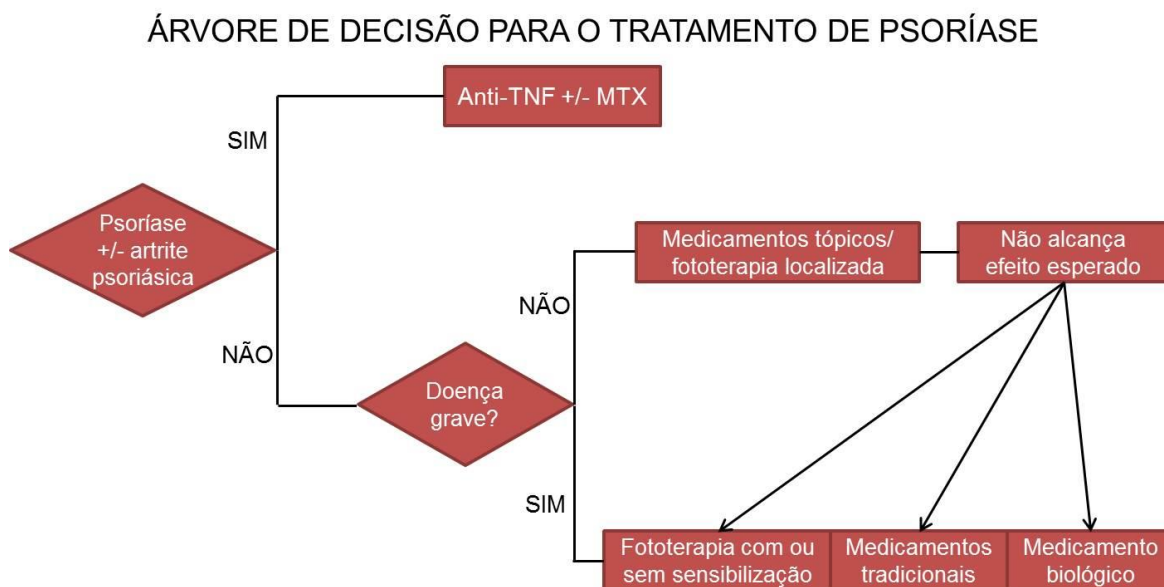 ÁRVORE DE DECISÃO PARA O TRATAMENTO DE PSORÍASE
Anti-TNF +/- MTX
SIM
Psoríase
+/- artrite
psoriásica
NÃO
Medicamentos tópicos/
fototerapia localizada
Não alcança
efeito esperado
NÃO
Doença
grave?
SIM
Fototerapia com ou
sem sensibilização
Medicamentos
tradicionais
Medicamento
biológico